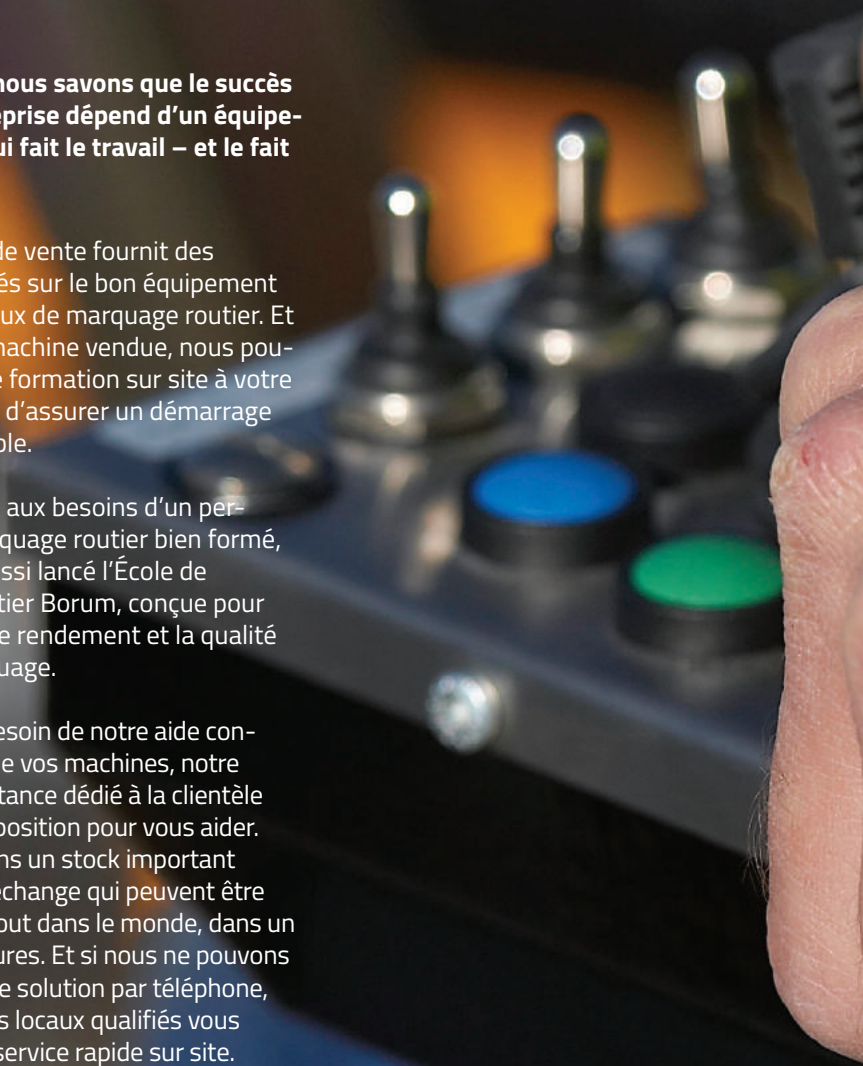 nous savons que le succès
eprise dépend d'un équipe-
ui fait le travail – et le fait
de vente fournit des
és sur le bon équipement
ux de marquage routier. Et
machine vendue, nous pou-
e formation sur site à votre
d'assurer un démarrage
ble.
aux besoins d'un per-
quage routier bien formé,
ssi lancé l'École de
tier Borum, conçue pour
e rendement et la qualité
uage.
esoin de notre aide con-
e vos machines, notre
tance dédié à la clientèle
position pour vous aider.
ns un stock important
échange qui peuvent être
out dans le monde, dans un
ures. Et si nous ne pouvons
e solution par téléphone,
s locaux qualifiés vous
service rapide sur site.